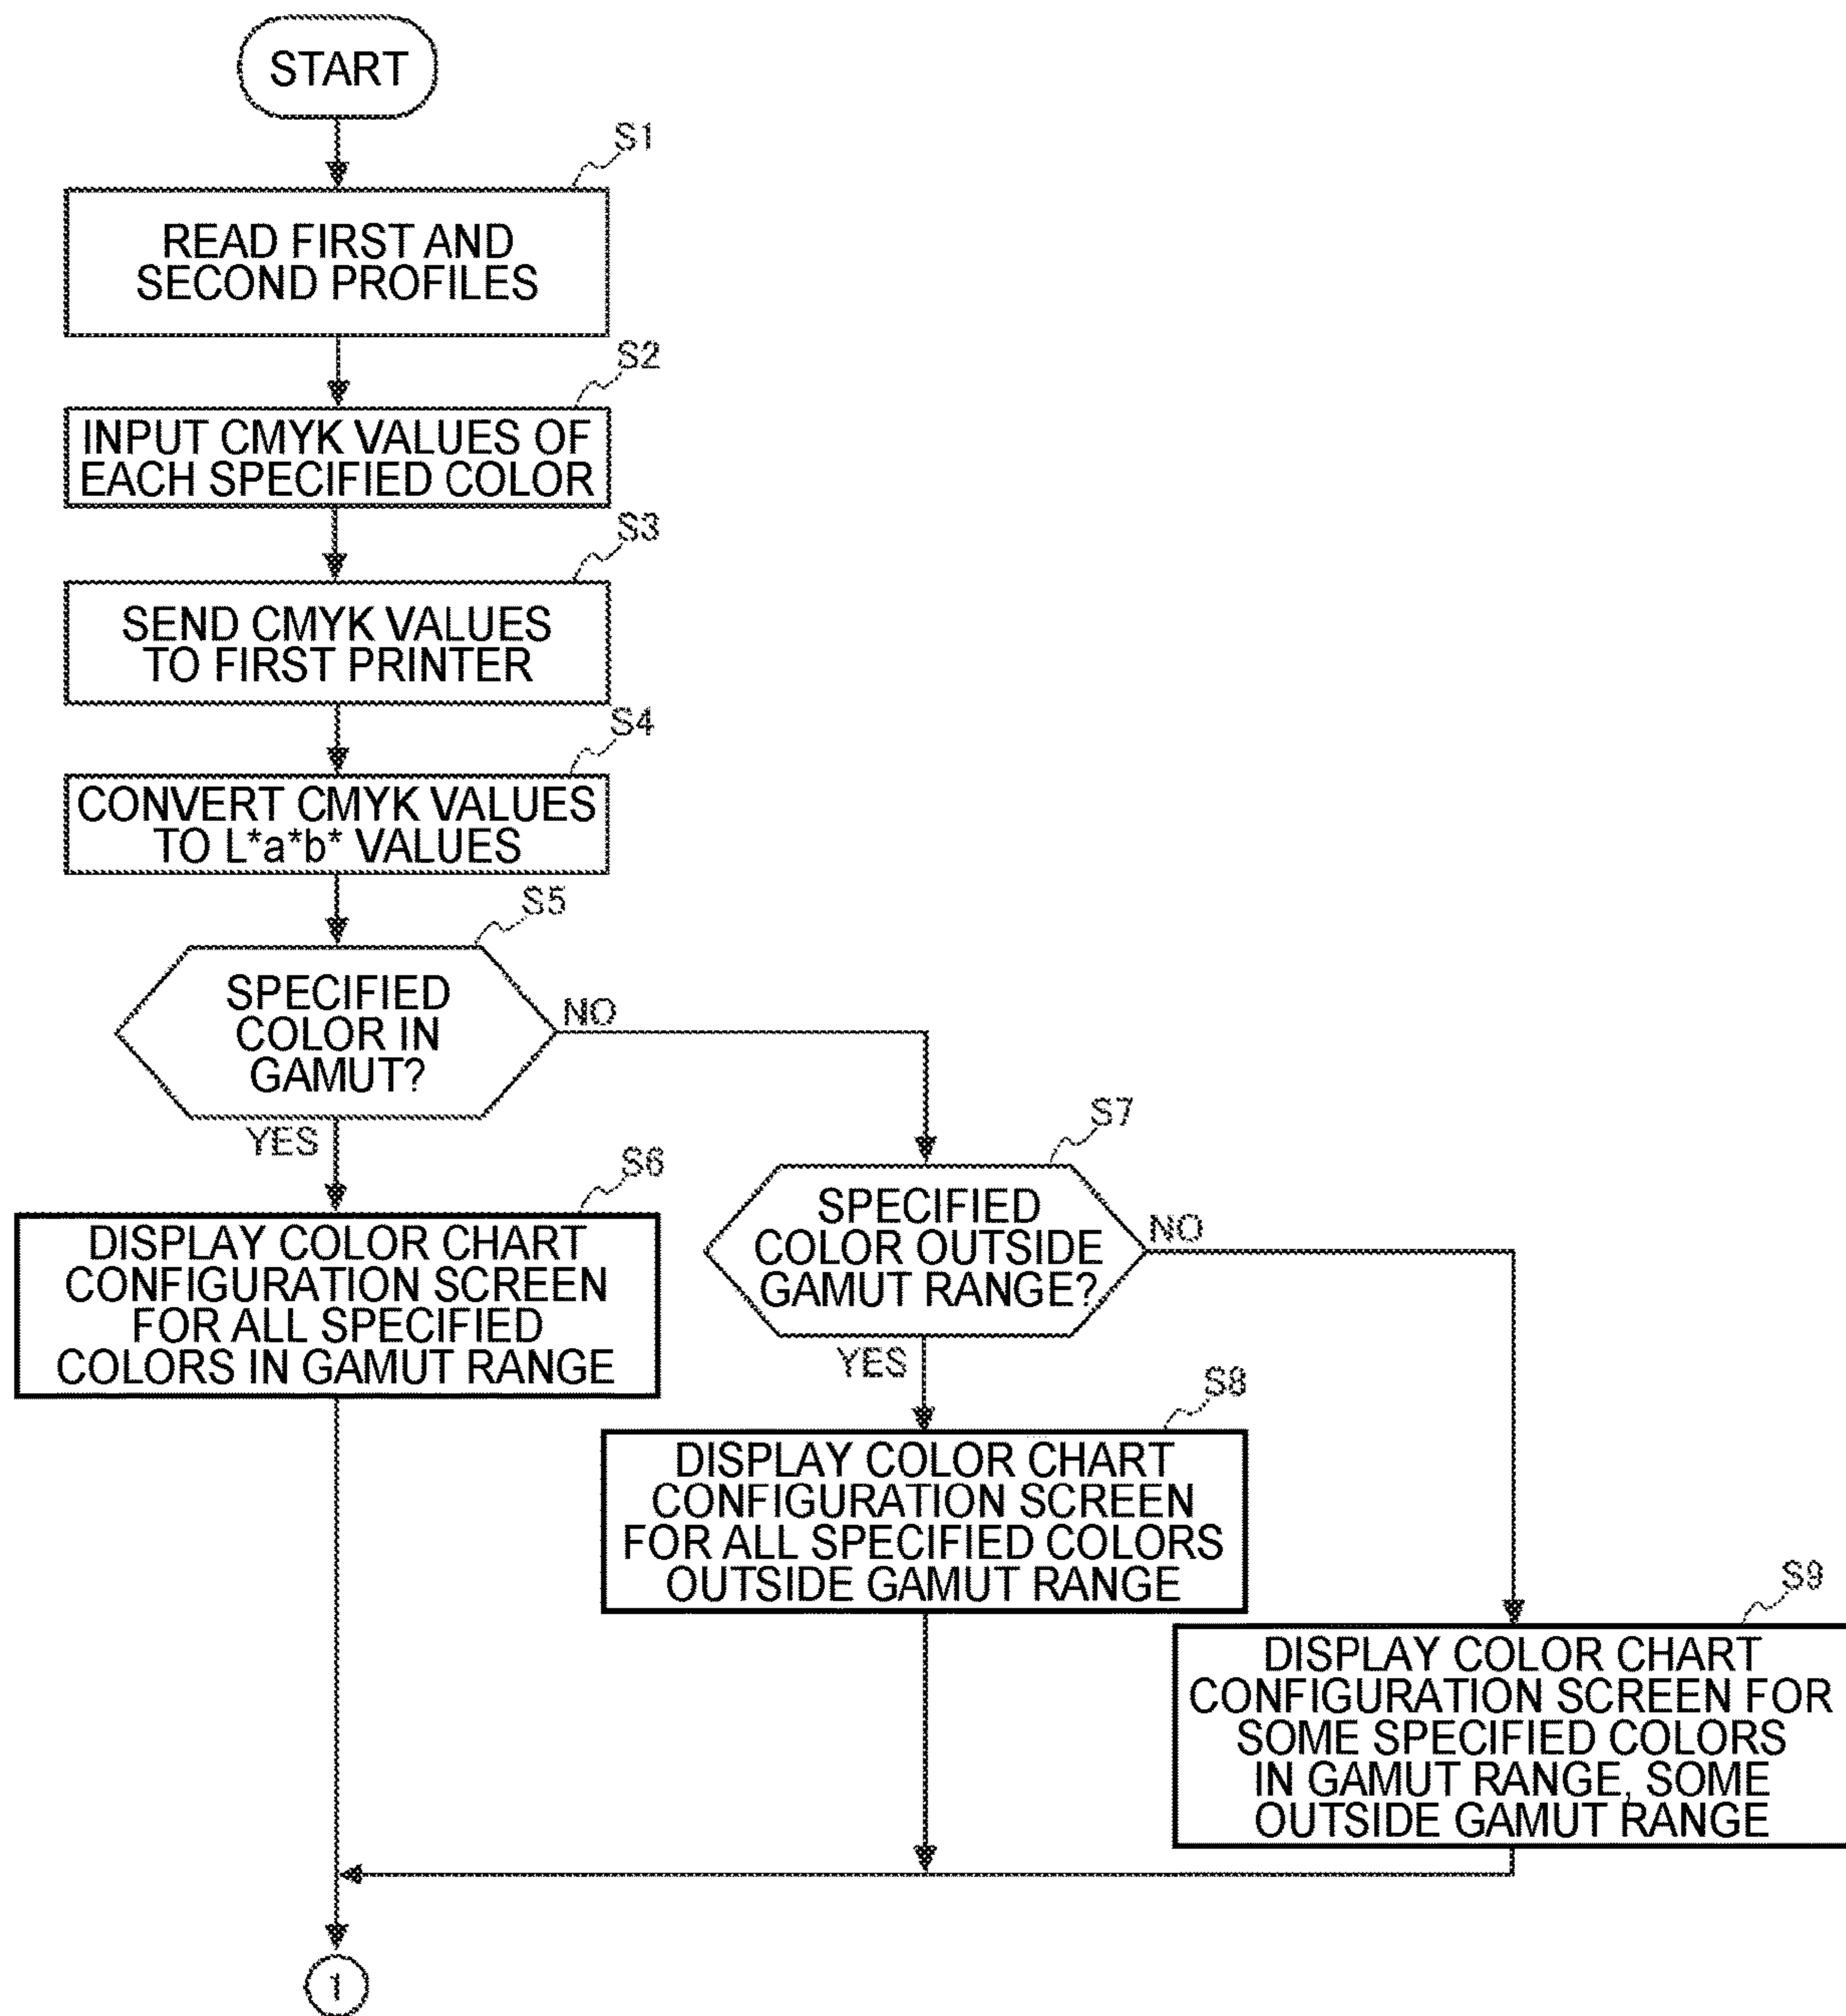 START
S1
READ FIRST AND
SECOND PROFILES
S2
INPUT CMYK VALUES OF
EACH SPECIFIED COLOR
S3
SEND CMYK VALUES
TO FIRST PRINTER
S4
CONVERT CMYK VALUES
TO L*a*b* VALUES
S5
SPECIFIED
COLOR IN
GAMUT?
NO
YES
S6
DISPLAY COLOR CHART
CONFIGURATION SCREEN
FOR ALL SPECIFIED
COLORS IN GAMUT RANGE
S7
SPECIFIED
COLOR OUTSIDE
GAMUT RANGE?
NO
YES
S8
DISPLAY COLOR CHART
CONFIGURATION SCREEN
FOR ALL SPECIFIED COLORS
OUTSIDE GAMUT RANGE
S9
DISPLAY COLOR CHART
CONFIGURATION SCREEN FOR
SOME SPECIFIED COLORS
IN GAMUT RANGE, SOME
OUTSIDE GAMUT RANGE
1